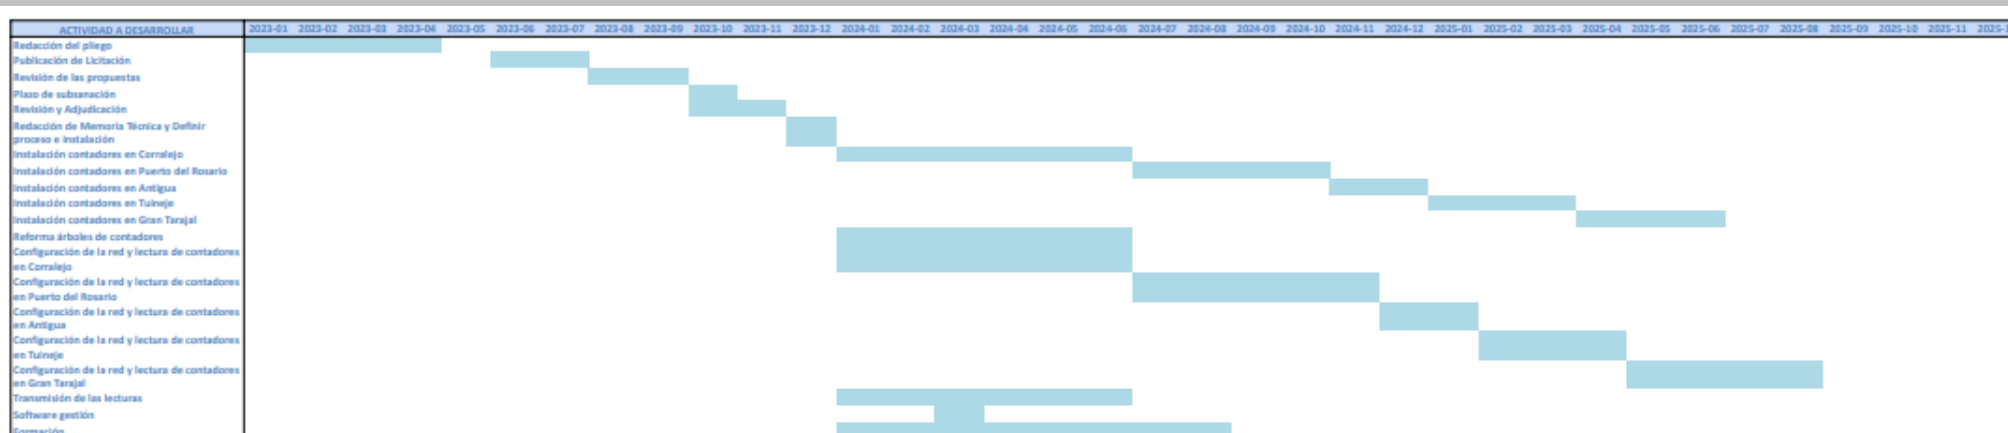 ACTIVIDAD A DESARROLLAR 2023-01 2023-02 2023-03 2023-04 2023-05 2023-06 2023-07 2023-08 2023-09 2023-10 2023-11 2023-12 2024-01 2024-02 2024-03 2024-04 2024-05 2024-06 2024-07 2024-08 2024-09 2024-10 2024-11 2024-12 2025-01 2025-02 2025-03 2025-04 2025-05 2025-06 2025-07 2025-08 2025-09 2025-10 2025-11
Redacción del pliego
Publicación de Licitación
Revisión de las propuestas
Plazo de subsanación
Revisión y Adjudicación
Redacción de Memoria Técnica y Definir
proceso e instalación
Instalación contadores en Corralejo
Instalación contadores en Puerto del Rosario
Instalación contadores en Antigua
Instalación contadores en Tuineje
Instalación contadores en Gran Tarajal
Reforma árboles de contadores
Configuración de la red y lectura de contadores
en Corralejo
Configuración de la red y lectura de contadores
en Puerto del Rosario
Configuración de la red y lectura de contadores
en Antigua
Configuración de la red y lectura de contadores
en Tuineje
Configuración de la red y lectura de contadores
en Gran Tarajal
Transmisión de las lecturas
Software gestión
Formación